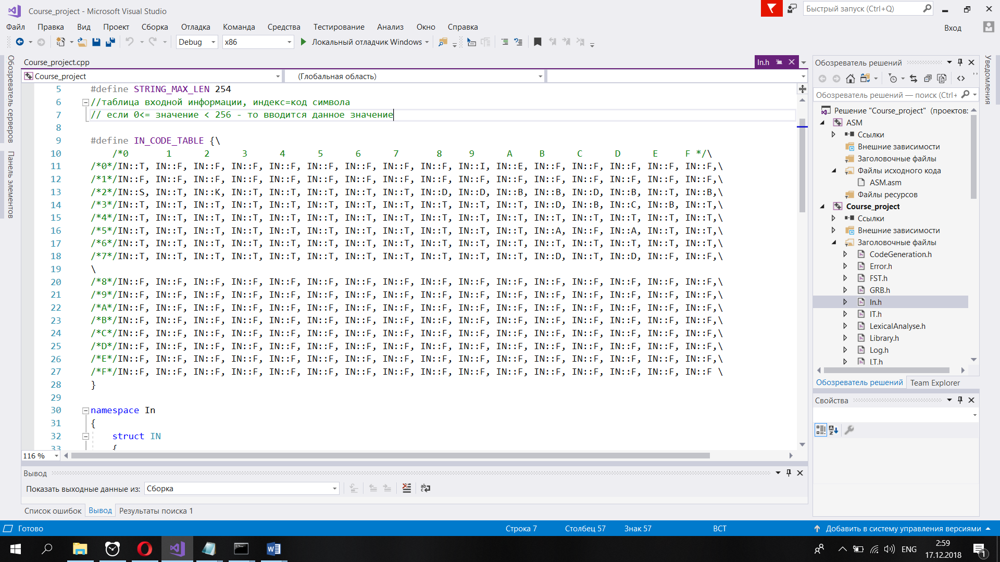 Course_project - Microsoft Visual Studio
Быстрый запуск (Ctrl+Q)
Файл Правка Вид Проект Сборка Отладка Команда Средства Тестирование Анализ Окно Справка
Вход
Debug x86 Локальный отладчик Windows
Обозреватель серверов
Панель элементов
Course_project.cpp
In.h
Course_project (Глобальная область)
5 #define STRING_MAX_LEN 254
6 //таблица входной информации, индекс=код символа
7 // если 0<= значение < 256 - то вводится данное значение
8
9 #define IN_CODE_TABLE {\
10 /*0 1 2 3 4 5 6 7 8 9 A B C D E F */\
11 /*0*/IN::T, IN::F, IN::F, IN::F, IN::F, IN::F, IN::F, IN::F, IN::F, IN::I, IN::E, IN::F, IN::F, IN::F, IN::F, IN::F,\
12 /*1*/IN::F, IN::F, IN::F, IN::F, IN::F, IN::F, IN::F, IN::F, IN::F, IN::F, IN::F, IN::F, IN::F, IN::F, IN::F, IN::F,\
13 /*2*/IN::S, IN::T, IN::K, IN::T, IN::T, IN::T, IN::T, IN::T, IN::D, IN::D, IN::B, IN::B, IN::D, IN::B, IN::T, IN::B,\
14 /*3*/IN::T, IN::T, IN::T, IN::T, IN::T, IN::T, IN::T, IN::T, IN::T, IN::T, IN::T, IN::D, IN::B, IN::C, IN::B, IN::T,\
15 /*4*/IN::T, IN::T, IN::T, IN::T, IN::T, IN::T, IN::T, IN::T, IN::T, IN::T, IN::T, IN::T, IN::T, IN::T, IN::T, IN::T,\
16 /*5*/IN::T, IN::T, IN::T, IN::T, IN::T, IN::T, IN::T, IN::T, IN::T, IN::T, IN::T, IN::A, IN::F, IN::A, IN::T, IN::T,\
17 /*6*/IN::T, IN::T, IN::T, IN::T, IN::T, IN::T, IN::T, IN::T, IN::T, IN::T, IN::T, IN::T, IN::T, IN::T, IN::T, IN::T,\
18 /*7*/IN::T, IN::T, IN::T, IN::T, IN::T, IN::T, IN::T, IN::T, IN::T, IN::T, IN::T, IN::D, IN::T, IN::D, IN::F, IN::F,\
19 \
20 /*8*/IN::F, IN::F, IN::F, IN::F, IN::F, IN::F, IN::F, IN::F, IN::F, IN::F, IN::F, IN::F, IN::F, IN::F, IN::F, IN::F,\
21 /*9*/IN::F, IN::F, IN::F, IN::F, IN::F, IN::F, IN::F, IN::F, IN::F, IN::F, IN::F, IN::F, IN::F, IN::F, IN::F, IN::F,\
22 /*A*/IN::F, IN::F, IN::F, IN::F, IN::F, IN::F, IN::F, IN::F, IN::F, IN::F, IN::F, IN::F, IN::F, IN::F, IN::F, IN::F,\
23 /*B*/IN::F, IN::F, IN::F, IN::F, IN::F, IN::F, IN::F, IN::F, IN::F, IN::F, IN::F, IN::F, IN::F, IN::F, IN::F, IN::F,\
24 /*C*/IN::F, IN::F, IN::F, IN::F, IN::F, IN::F, IN::F, IN::F, IN::F, IN::F, IN::F, IN::F, IN::F, IN::F, IN::F, IN::F,\
25 /*D*/IN::F, IN::F, IN::F, IN::F, IN::F, IN::F, IN::F, IN::F, IN::F, IN::F, IN::F, IN::F, IN::F, IN::F, IN::F, IN::F,\
26 /*E*/IN::F, IN::F, IN::F, IN::F, IN::F, IN::F, IN::F, IN::F, IN::F, IN::F, IN::F, IN::F, IN::F, IN::F, IN::F, IN::F,\
27 /*F*/IN::F, IN::F, IN::F, IN::F, IN::F, IN::F, IN::F, IN::F, IN::F, IN::F, IN::F, IN::F, IN::F, IN::F, IN::F, IN::F \
28 }
29
30 namespace In
31 {
32 struct IN
33 {
116 %
Вывод
Показать выходные данные из: Сборка
Список ошибок Вывод Результаты поиска 1
Обозреватель решений
Обозреватель решений — поиск (Ctrl+
Решение "Course_project" (проектов:
ASM
Ссылки
Внешние зависимости
Заголовочные файлы
Файлы исходного кода
ASM.asm
Файлы ресурсов
Course_project
Ссылки
Внешние зависимости
Заголовочные файлы
CodeGeneration.h
Error.h
FST.h
GRB.h
In.h
IT.h
LexicalAnalyse.h
Library.h
Log.h
LT.h
Обозреватель решений Team Explorer
Свойства
Уведомления
Готово Строка 7 Столбец 57 Знак 57 ВСТ Добавить в систему управления версиями
ENG
2:59
17.12.2018
1